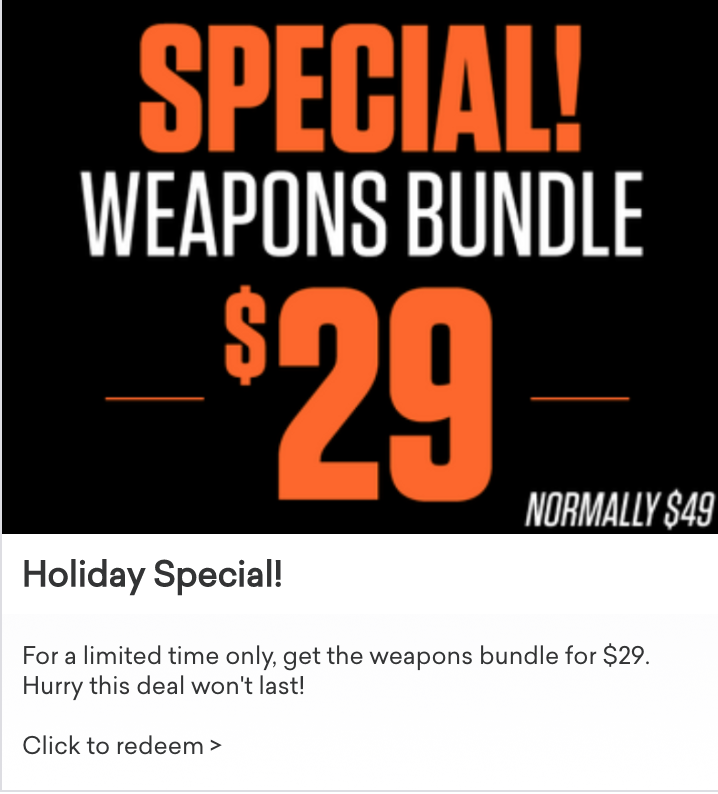 SPECIAL!
WEAPONS BUNDLE
$29
NORMALLY $49
Holiday Special!
For a limited time only, get the weapons bundle for $29.
Hurry this deal won't last!
Click to redeem >